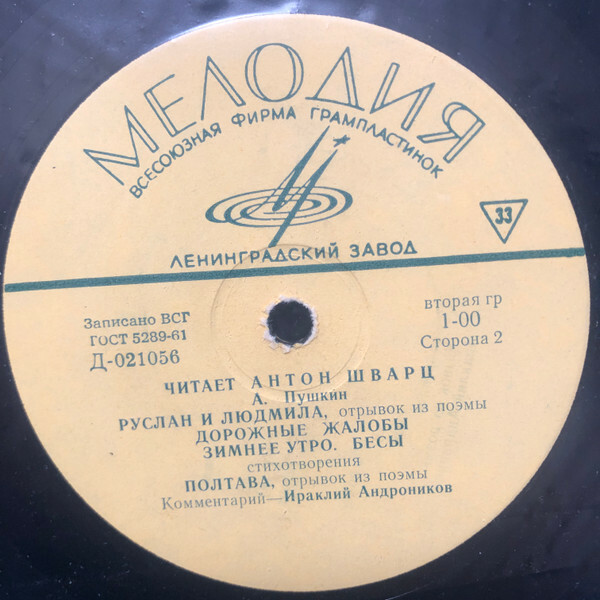 МЕЛОДИЯ
ВСЕСОЮЗНАЯ ФИРМА ГРАМПЛАСТИНОК
33
ЛЕНИНГРАДСКИЙ ЗАВОД
Записано ВСГ
ГОСТ 5289-61
Д-021056
вторая гр
1-00
Сторона 2
ЧИТАЕТ АНТОН ШВАРЦ
А. Пушкин
РУСЛАН И ЛЮДМИЛА, отрывок из поэмы
ДОРОЖНЫЕ ЖАЛОБЫ
ЗИМНЕЕ УТРО. БЕСЫ
стихотворения
ПОЛТАВА, отрывок из поэмы
Комментарий—Ираклий Андроников